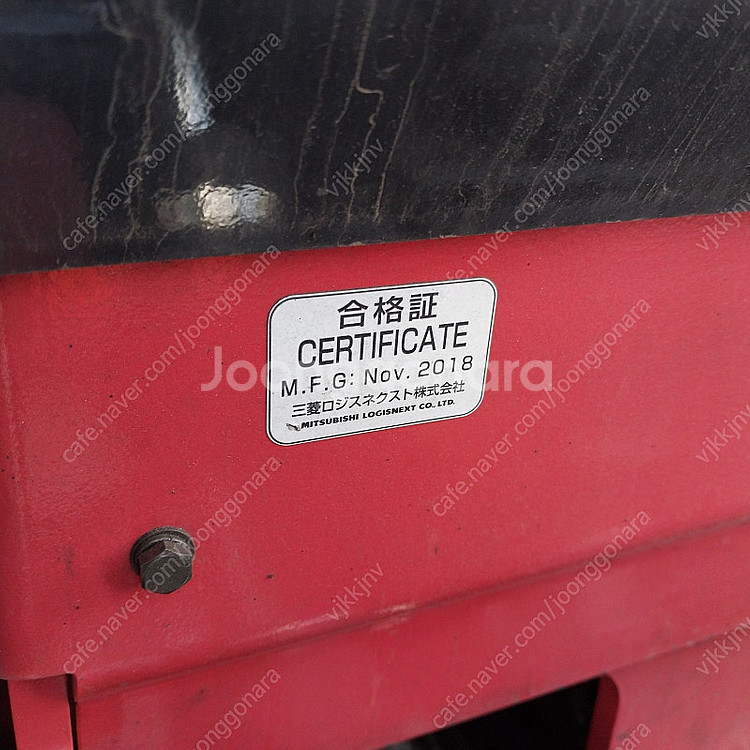 合格証
CERTIFICATE
M.F.G: Nov. 2018
三菱ロジスネクスト株式会社
MITSUBISHI LOGISNEXT CO., LTD.
Joonggonara
cafe.naver.com/joonggonara
vjkkjnv